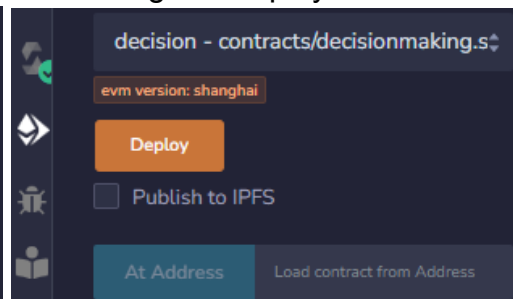 decision - contracts/decisionmaking.s
evm version: shanghai
Deploy
Publish to IPFS
At Address
Load contract from Address